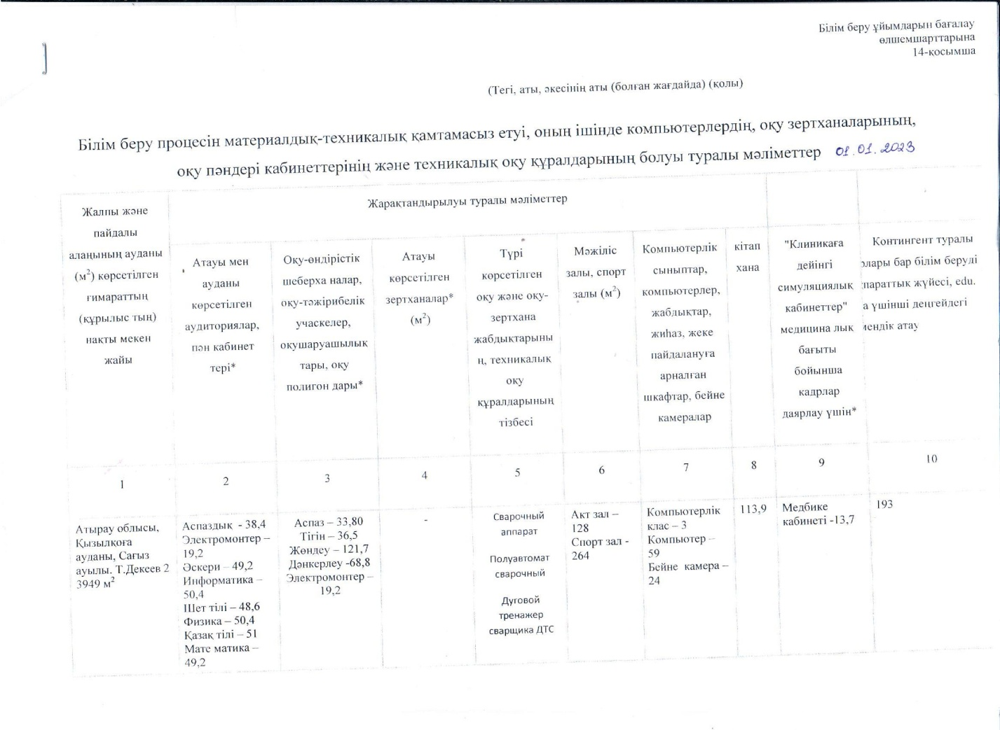 Білім беру ұйымдарын бағалау
өлшемшарттарына
14-қосымша
(Тегі, аты, әкесінің аты (болған жағдайда) (қолы)
Білім беру процесін материалдық-техникалық қамтамасыз етуі, оның ішінде компьютерлердің, оқу зертханаларының,
оқу пәндері кабинеттерінің және техникалық оқу құралдарының болуы туралы мәліметтер 01.01.2023
Жалпы және
пайдалы
алаңының ауданы
(м²) көрсетілген
ғимараттың
(құрылыс тың)
нақты мекен
жайы
Жарақтандырылуы туралы мәліметтер
Атауы мен
ауданы
көрсетілген
аудиториялар,
пән кабинет
тері*
Оқу-өндірістік
шеберха налар,
оқу-тәжірибелік
учаскелер,
оқушаруашылык
тары, оқу
полигон дары*
Атауы
көрсетілген
зертханалар*
(м²)
Түрі
көрсетілген
оқу және оқу-
зертхана
жабдықтарыны
ң, техникалық
оқу
құралдарының
тізбесі
Мәжіліс
залы, спорт
залы (м²)
Компьютерлік
сыныптар,
компьютерлер,
жабдықтар,
жиһаз, жеке
пайдалануға
арналған
шкафтар, бейне
камералар
кітап
хана
"Клиникаға
дейінгі
симуляциялық
кабинеттер"
медицина лық
бағыты
бойынша
кадрлар
даярлау үшін*
Контингент туралы
олары бар білім беруді
параттық жүйесі, edu.
а үшінші деңгейдегі
мендік атау
1
2
3
4
5
6
7
8
9
10
Атырау облысы,
Қызылқоға
ауданы, Сағыз
ауылы. Т.Декеев 2
3949 м²
Аспаздық - 38,4
Электромонтер –
19,2
Әскери – 49,2
Информатика –
50,4
Шет тілі – 48,6
Физика – 50,4
Қазақ тілі – 51
Мате матика –
49,2
Аспаз – 33,80
Тігін – 36,5
Жөндеу – 121,7
Дәнкерлеу -68,8
Электромонтер –
19,2
-
Сварочный
аппарат
Полуавтомат
сварочный
Дуговой
тренажер
сварщика ДТС
Акт зал –
128
Спорт зал -
264
Компьютерлік
клас – 3
Компьютер –
59
Бейне камера –
24
113,9
Медбике
кабинеті -13,7
193